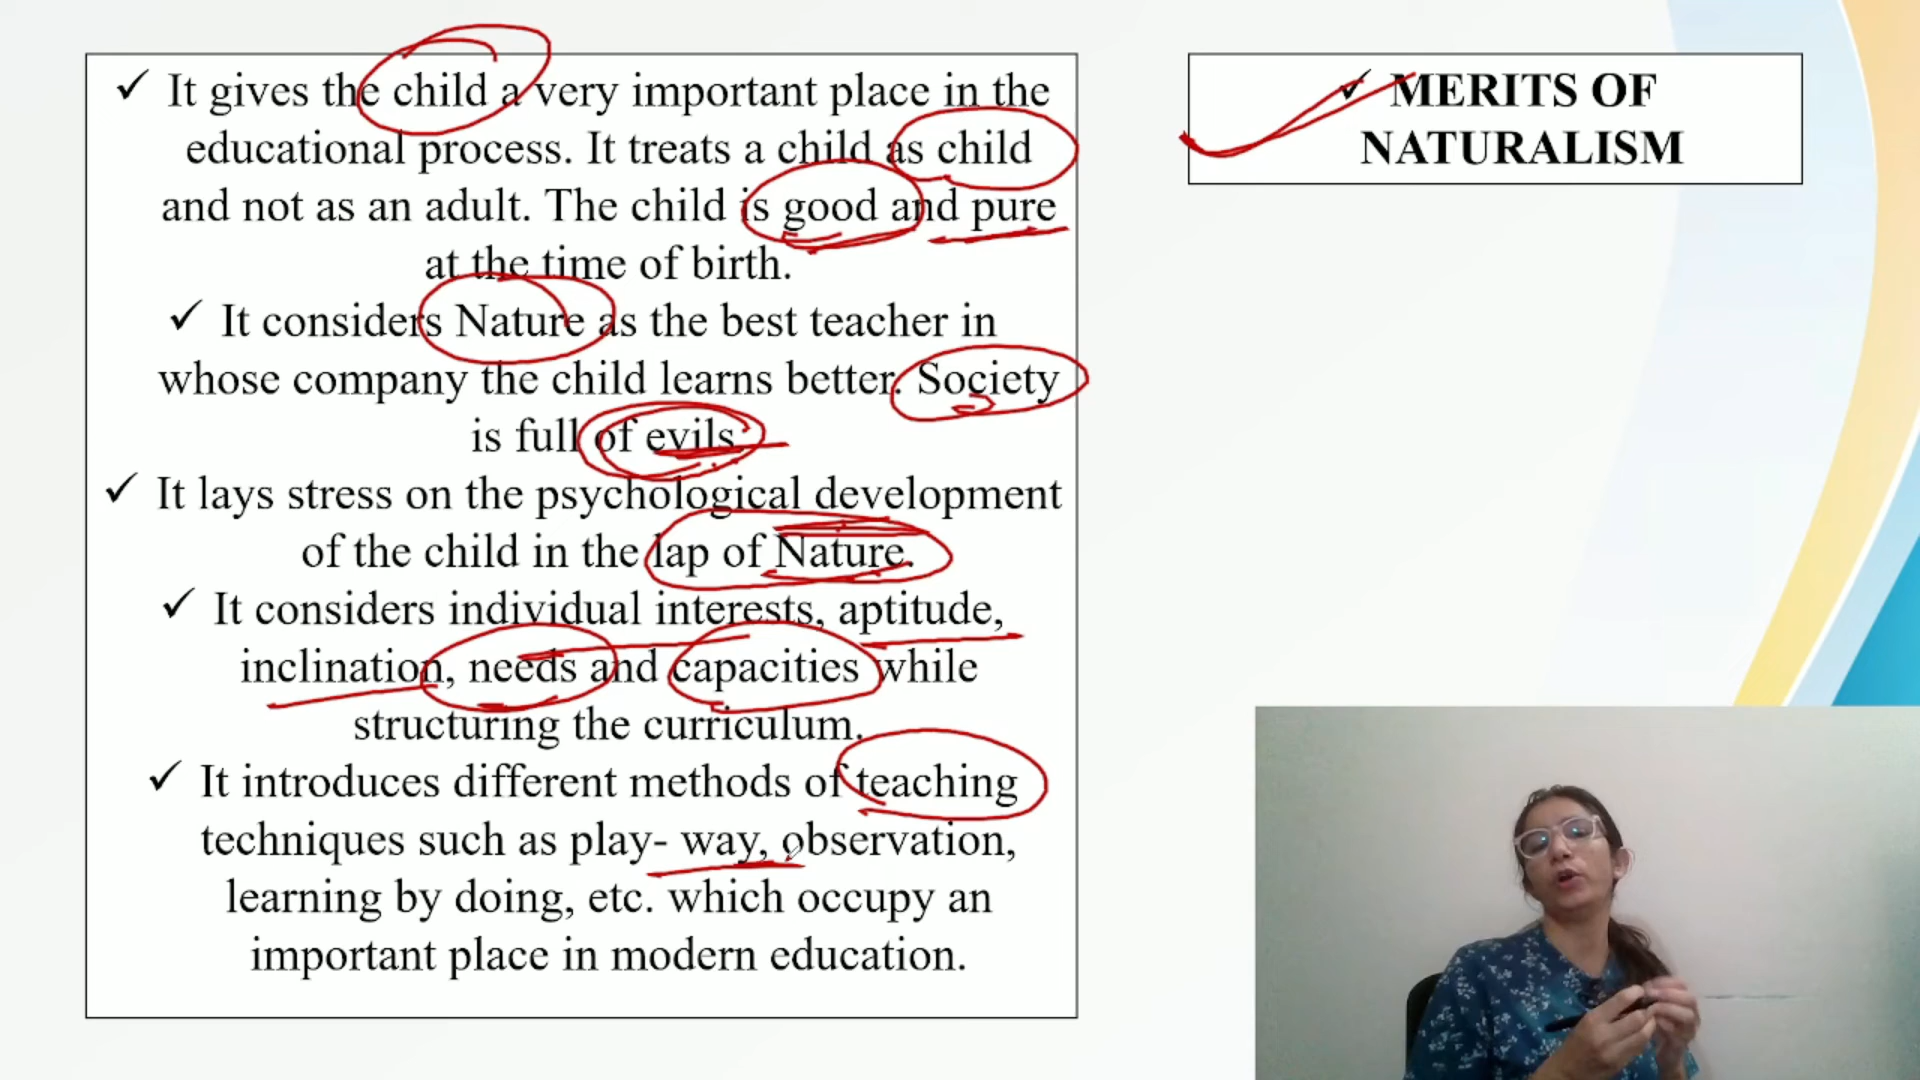 ✓ It gives the child a very important place in the
educational process. It treats a child as child
and not as an adult. The child is good and pure
at the time of birth.
✓ It considers Nature as the best teacher in
whose company the child learns better. Society
is full of evils.
✓ It lays stress on the psychological development
of the child in the lap of Nature.
✓ It considers individual interests, aptitude,
inclination, needs and capacities while
structuring the curriculum.
✓ It introduces different methods of teaching
techniques such as play- way, observation,
learning by doing, etc. which occupy an
important place in modern education.
✓ MERITS OF
NATURALISM